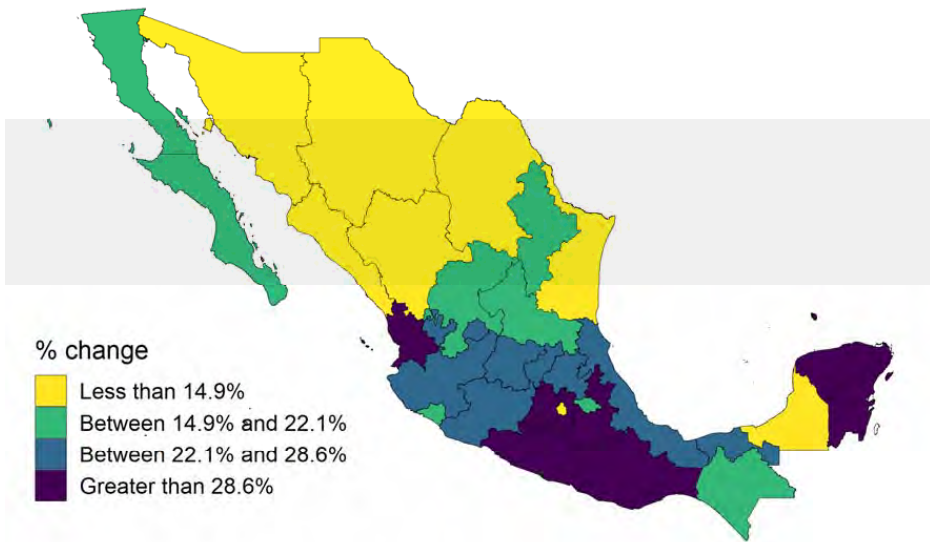 % change
Less than 14.9%
Between 14.9% and 22.1%
Between 22.1% and 28.6%
Greater than 28.6%